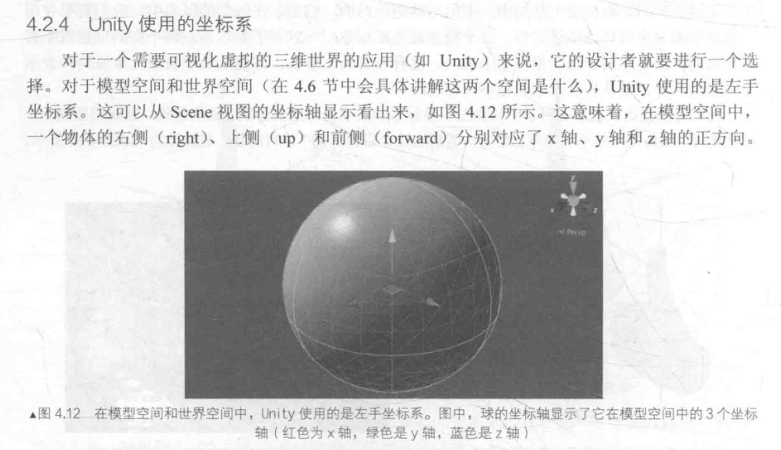 4.2.4 Unity 使用的坐标系
对于一个需要可视化虚拟的三维世界的应用（如 Unity）来说，它的设计者就要进行一个选
择。对于模型空间和世界空间（在 4.6 节中会具体讲解这两个空间是什么），Unity 使用的是左手
坐标系。这可以从 Scene 视图的坐标轴显示看出来，如图 4.12 所示。这意味着，在模型空间中，
一个物体的右侧（right）、上侧（up）和前侧（forward）分别对应了 x 轴、y 轴和 z 轴的正方向。
y
x z
Persp
▲图 4.12 在模型空间和世界空间中，Unity 使用的是左手坐标系。图中，球的坐标轴显示了它在模型空间中的 3 个坐标
轴（红色为 x 轴，绿色是 y 轴，蓝色是 z 轴）